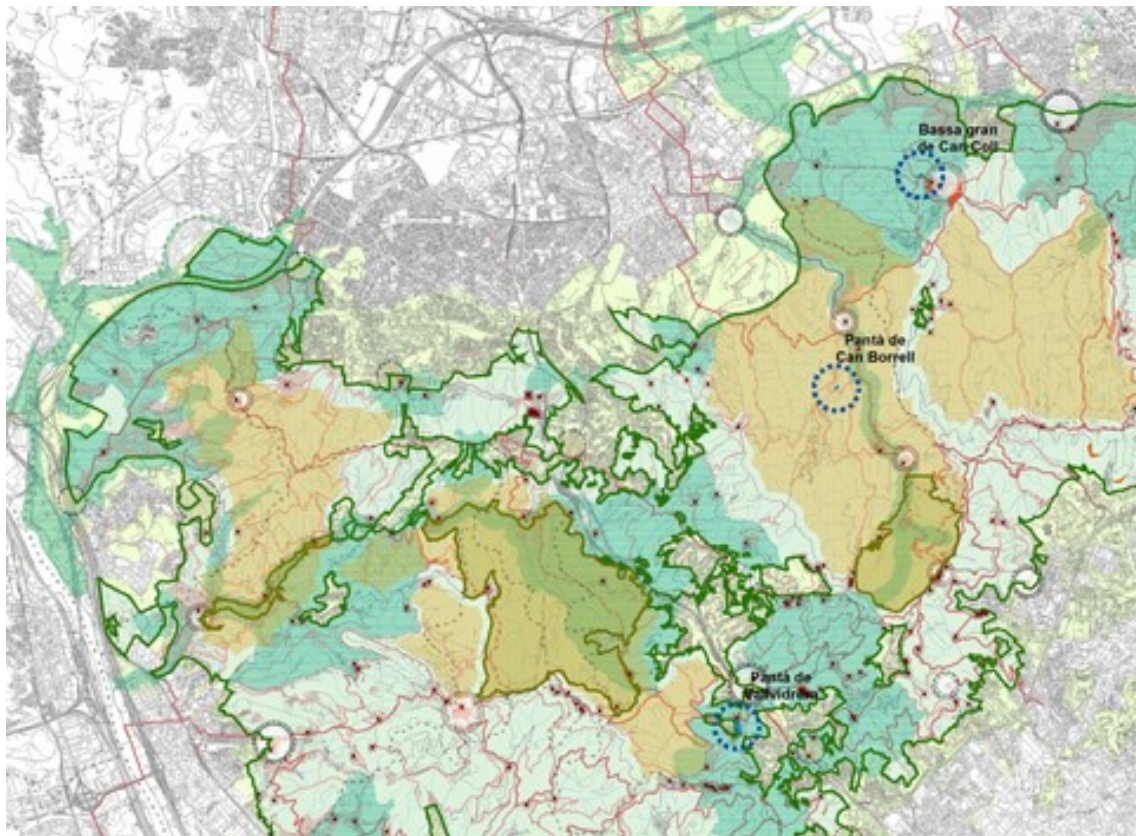 Bassa gran
de Can Coll
Pantà de
Can Borrell
Pantà de
Vallvidrera